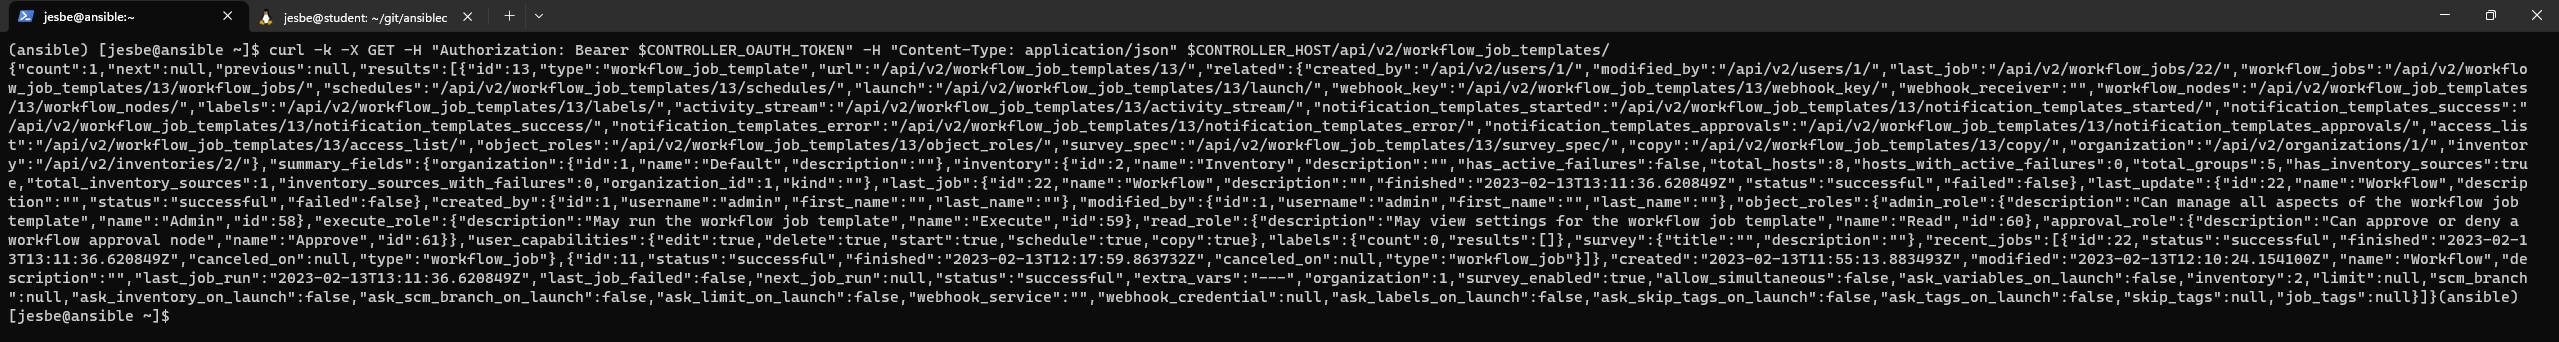 jesbe@ansible:~
jesbe@student: ~/git/ansiblec
(ansible) [jesbe@ansible ~]$ curl -k -X GET -H "Authorization: Bearer $CONTROLLER_OAUTH_TOKEN" -H "Content-Type: application/json" $CONTROLLER_HOST/api/v2/workflow_job_templates/
{"count":1,"next":null,"previous":null,"results":[{"id":13,"type":"workflow_job_template","url":"/api/v2/workflow_job_templates/13/","related":{"created_by":"/api/v2/users/1/","modified_by":"/api/v2/users/1/","last_job":"/api/v2/workflow_jobs/22/","workflow_jobs":"/api/v2/workflo
w_job_templates/13/workflow_jobs/","schedules":"/api/v2/workflow_job_templates/13/schedules/","launch":"/api/v2/workflow_job_templates/13/launch/","webhook_key":"/api/v2/workflow_job_templates/13/webhook_key/","webhook_receiver":"","workflow_nodes":"/api/v2/workflow_job_templates
/13/workflow_nodes/","labels":"/api/v2/workflow_job_templates/13/labels/","activity_stream":"/api/v2/workflow_job_templates/13/activity_stream/","notification_templates_started":"/api/v2/workflow_job_templates/13/notification_templates_started/","notification_templates_success":"
/api/v2/workflow_job_templates/13/notification_templates_success/","notification_templates_error":"/api/v2/workflow_job_templates/13/notification_templates_error/","notification_templates_approvals":"/api/v2/workflow_job_templates/13/notification_templates_approvals/","access_lis
t":"/api/v2/workflow_job_templates/13/access_list/","object_roles":"/api/v2/workflow_job_templates/13/object_roles/","survey_spec":"/api/v2/workflow_job_templates/13/survey_spec/","copy":"/api/v2/workflow_job_templates/13/copy/","organization":"/api/v2/organizations/1/","inventor
y":"/api/v2/inventories/2/"},"summary_fields":{"organization":{"id":1,"name":"Default","description":""},"inventory":{"id":2,"name":"Inventory","description":"","has_active_failures":false,"total_hosts":8,"hosts_with_active_failures":0,"total_groups":5,"has_inventory_sources":tru
e,"total_inventory_sources":1,"inventory_sources_with_failures":0,"organization_id":1,"kind":""},"last_job":{"id":22,"name":"Workflow","description":"","finished":"2023-02-13T13:11:36.620849Z","status":"successful","failed":false},"last_update":{"id":22,"name":"Workflow","descrip
tion":"","status":"successful","failed":false},"created_by":{"id":1,"username":"admin","first_name":"","last_name":""},"modified_by":{"id":1,"username":"admin","first_name":"","last_name":""},"object_roles":{"admin_role":{"description":"Can manage all aspects of the workflow job
template","name":"Admin","id":58},"execute_role":{"description":"May run the workflow job template","name":"Execute","id":59},"read_role":{"description":"May view settings for the workflow job template","name":"Read","id":60},"approval_role":{"description":"Can approve or deny a
workflow approval node","name":"Approve","id":61}},"user_capabilities":{"edit":true,"delete":true,"start":true,"schedule":true,"copy":true},"labels":{"count":0,"results":[]},"survey":{"title":"","description":""},"recent_jobs":[{"id":22,"status":"successful","finished":"2023-02-1
3T13:11:36.620849Z","canceled_on":null,"type":"workflow_job"},{"id":11,"status":"successful","finished":"2023-02-13T12:17:59.863732Z","canceled_on":null,"type":"workflow_job"}]},"created":"2023-02-13T11:55:13.883493Z","modified":"2023-02-13T12:10:24.154100Z","name":"Workflow","de
scription":"","last_job_run":"2023-02-13T13:11:36.620849Z","last_job_failed":false,"next_job_run":null,"status":"successful","extra_vars":"---","organization":1,"survey_enabled":true,"allow_simultaneous":false,"ask_variables_on_launch":false,"inventory":2,"limit":null,"scm_branch
":null,"ask_inventory_on_launch":false,"ask_scm_branch_on_launch":false,"ask_limit_on_launch":false,"webhook_service":"","webhook_credential":null,"ask_labels_on_launch":false,"ask_skip_tags_on_launch":false,"ask_tags_on_launch":false,"skip_tags":null,"job_tags":null}]}(ansible)
[jesbe@ansible ~]$